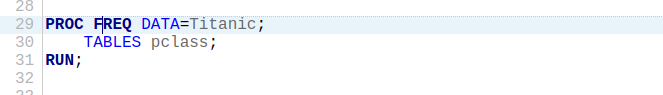 28
29 PROC FREQ DATA=Titanic;
30     TABLES pclass;
31 RUN;
32